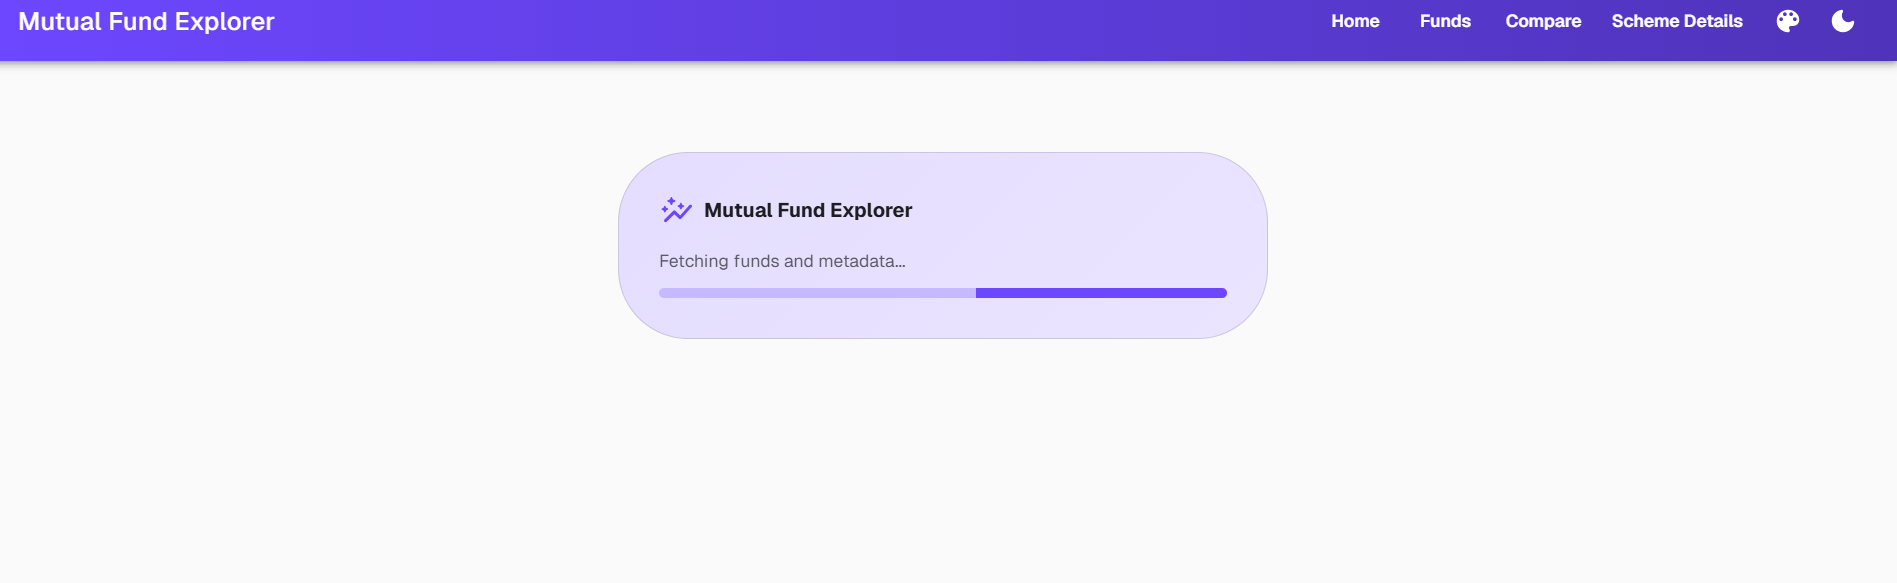 Mutual Fund Explorer
Home Funds Compare Scheme Details
Mutual Fund Explorer
Fetching funds and metadata...